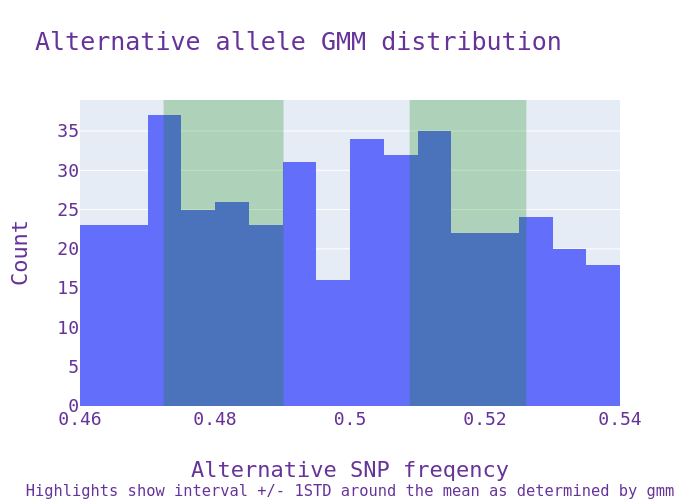 Alternative allele GMM distribution
35
30
25
20
15
10
5
0
Count
0.46 0.48 0.5 0.52 0.54
Alternative SNP freqency
Highlights show interval +/- 1STD around the mean as determined by gmm